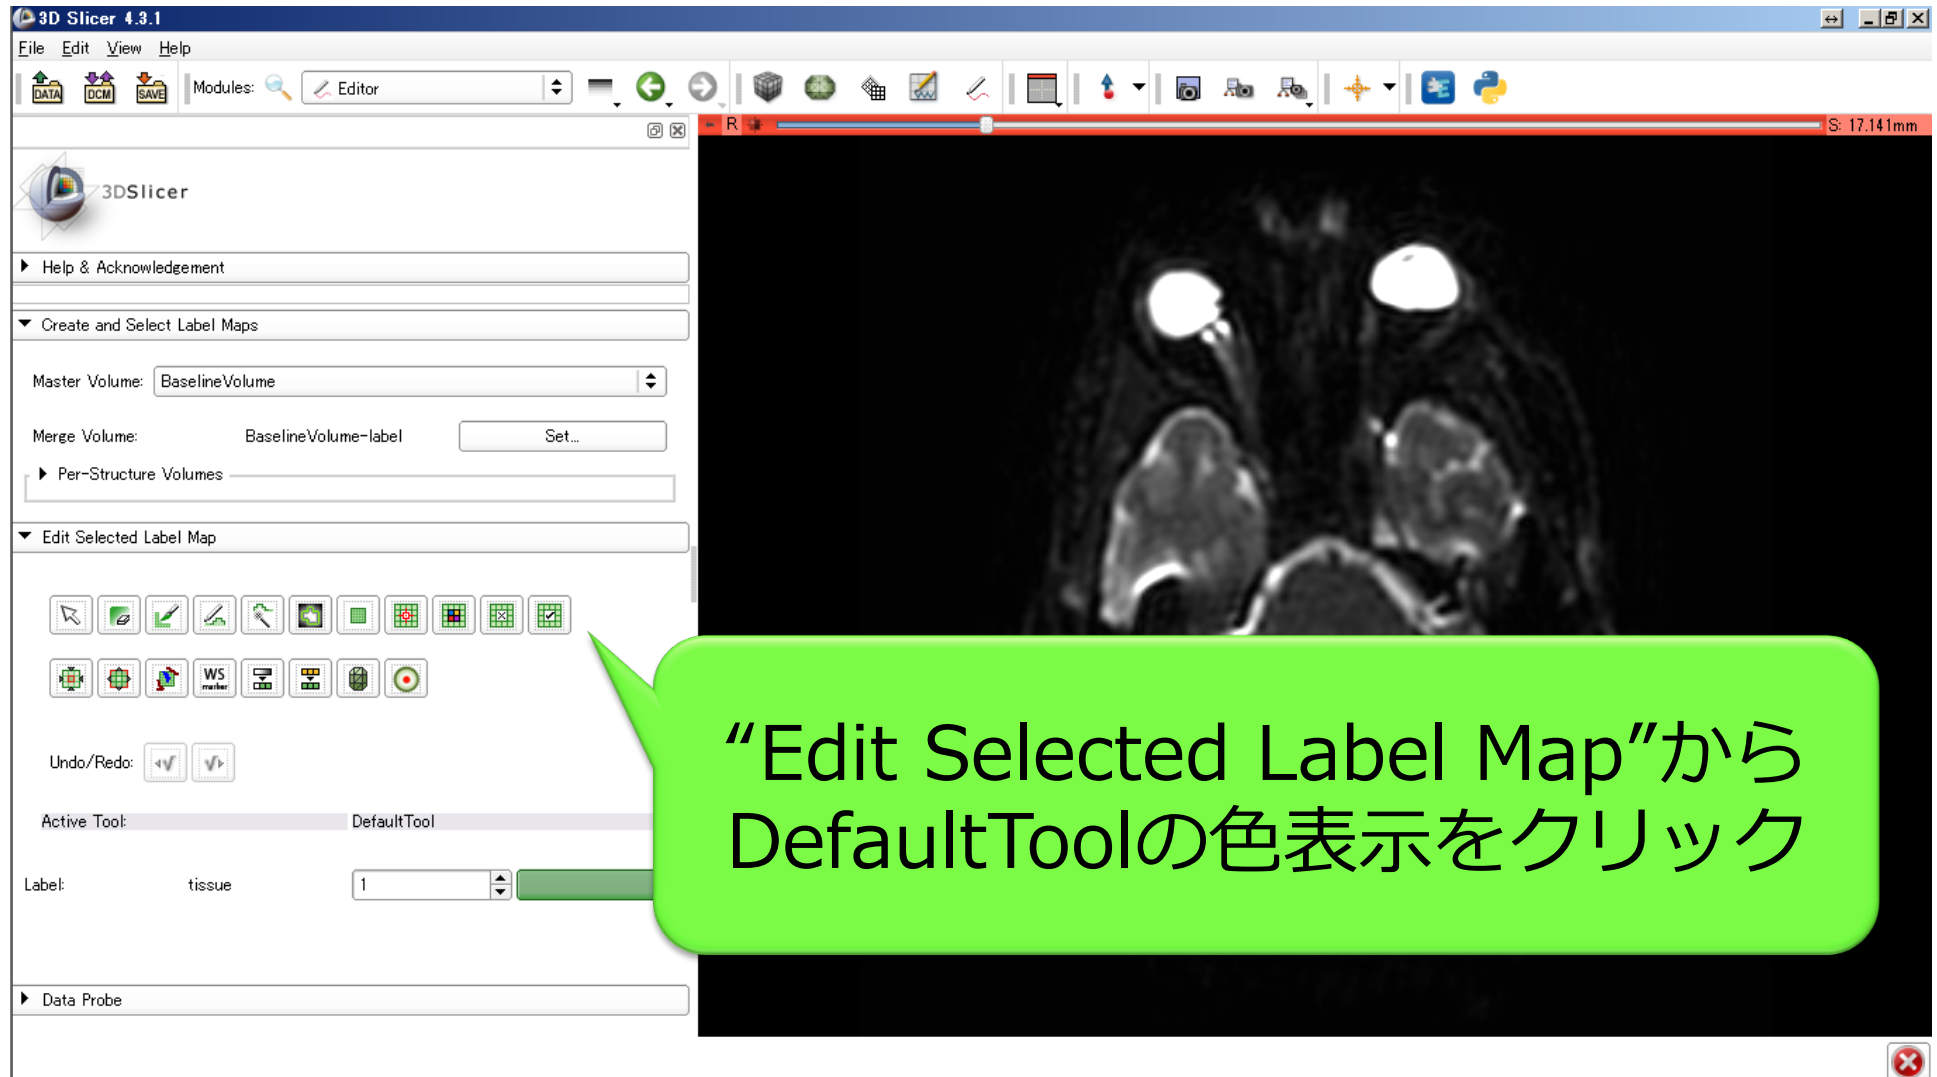 3D Slicer 4.3.1
File Edit View Help
DATA DCM SAVE Modules: Editor
R S: 17.141mm
3DSlicer
Help & Acknowledgement
Create and Select Label Maps
Master Volume: BaselineVolume
Merge Volume: BaselineVolume-label Set...
Per-Structure Volumes
Edit Selected Label Map
WS
marker
Undo/Redo:
Active Tool: DefaultTool
Label: tissue 1
Data Probe
“Edit Selected Label Map”から
DefaultToolの色表示をクリック